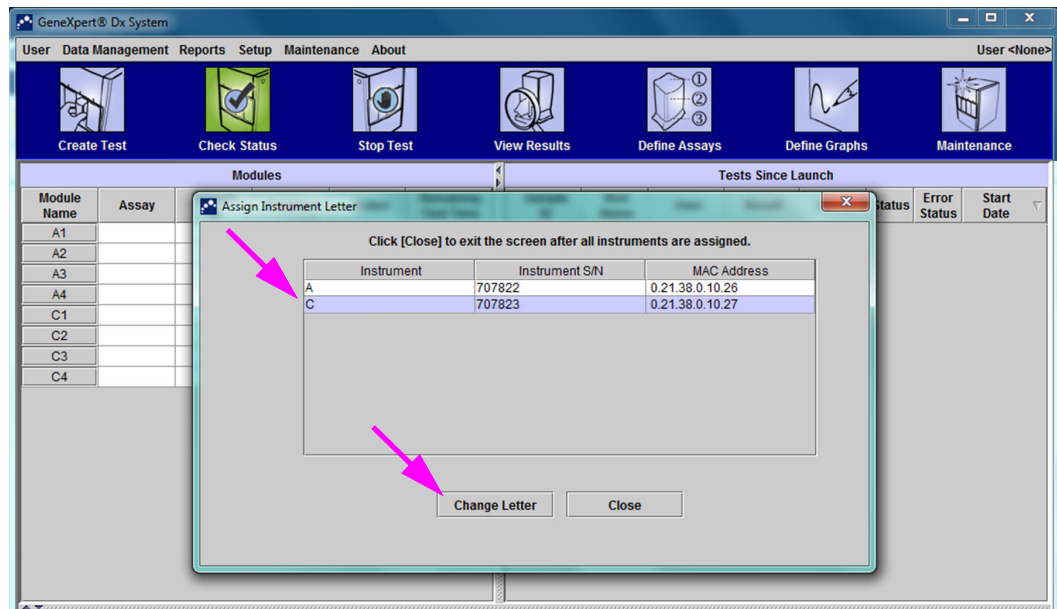 GeneXpert® Dx System
User Data Management Reports Setup Maintenance About User <None>
Create Test Check Status Stop Test View Results Define Assays Define Graphs Maintenance
Modules Tests Since Launch
Module Name Assay Status Error Status Start Date
Assign Instrument Letter
Click [Close] to exit the screen after all instruments are assigned.
Instrument Instrument S/N MAC Address
A 707822 0.21.38.0.10.26
C 707823 0.21.38.0.10.27
Change Letter Close
A1
A2
A3
A4
C1
C2
C3
C4